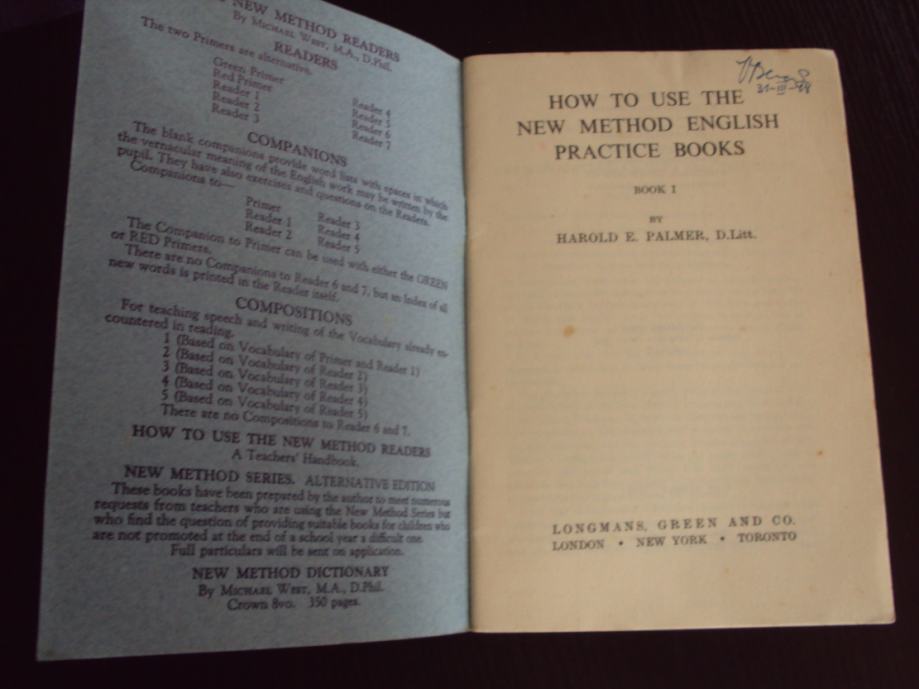 NEW METHOD READERS
By MICHAEL WEST, M.A., D.Phil.
READERS
The two Primers are alternative.
Green Primer
Red Primer
Reader 1
Reader 2
Reader 3
Reader 4
Reader 5
Reader 6
Reader 7
COMPANIONS
The blank companions provide word lists with spaces in which
the vernacular meaning of the English work may be written by the
pupil. They have also exercises and questions on the Readers.
Companions to—
Primer
Reader 1
Reader 2
Reader 3
Reader 4
Reader 5
The Companion to Primer can be used with either the GREEN
or RED Primers.
There are no Companions to Reader 6 and 7, but an Index of all
new words is printed in the Reader itself.
COMPOSITIONS
For teaching speech and writing of the Vocabulary already en-
countered in reading.
1 (Based on Vocabulary of Primer and Reader 1)
2 (Based on Vocabulary of Reader 2)
3 (Based on Vocabulary of Reader 3)
4 (Based on Vocabulary of Reader 4)
5 (Based on Vocabulary of Reader 5)
There are no Compositions to Reader 6 and 7.
HOW TO USE THE NEW METHOD READERS
A Teachers' Handbook.
NEW METHOD SERIES. ALTERNATIVE EDITION
These books have been prepared by the author to meet numerous
requests from teachers who are using the New Method Series but
who find the question of providing suitable books for children who
are not promoted at the end of a school year a difficult one.
Full particulars will be sent on application.
NEW METHOD DICTIONARY
By MICHAEL WEST, M.A., D.Phil.
Crown 8vo. 350 pages.
HOW TO USE THE
NEW METHOD ENGLISH
PRACTICE BOOKS
BOOK I
BY
HAROLD E. PALMER, D.Litt.
LONGMANS, GREEN AND CO.
LONDON • NEW YORK • TORONTO